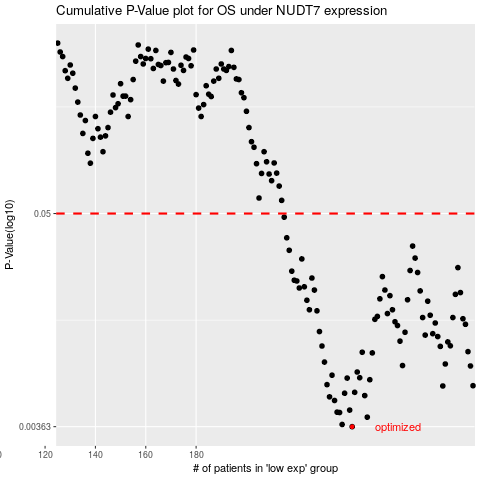 Cumulative P-Value plot for OS under NUDT7 expression
P-Value(log10)
0.05
0.00363
optimized
0 120 140 160 180
# of patients in 'low exp' group